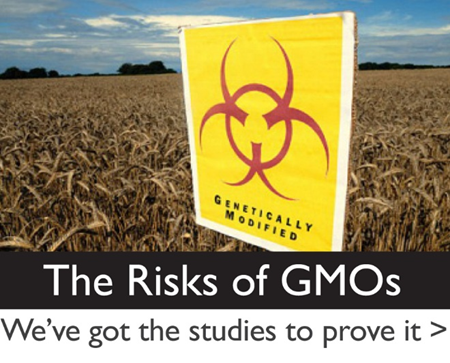 GENETICALLY
MODIFIED
The Risks of GMOs
We've got the studies to prove it >